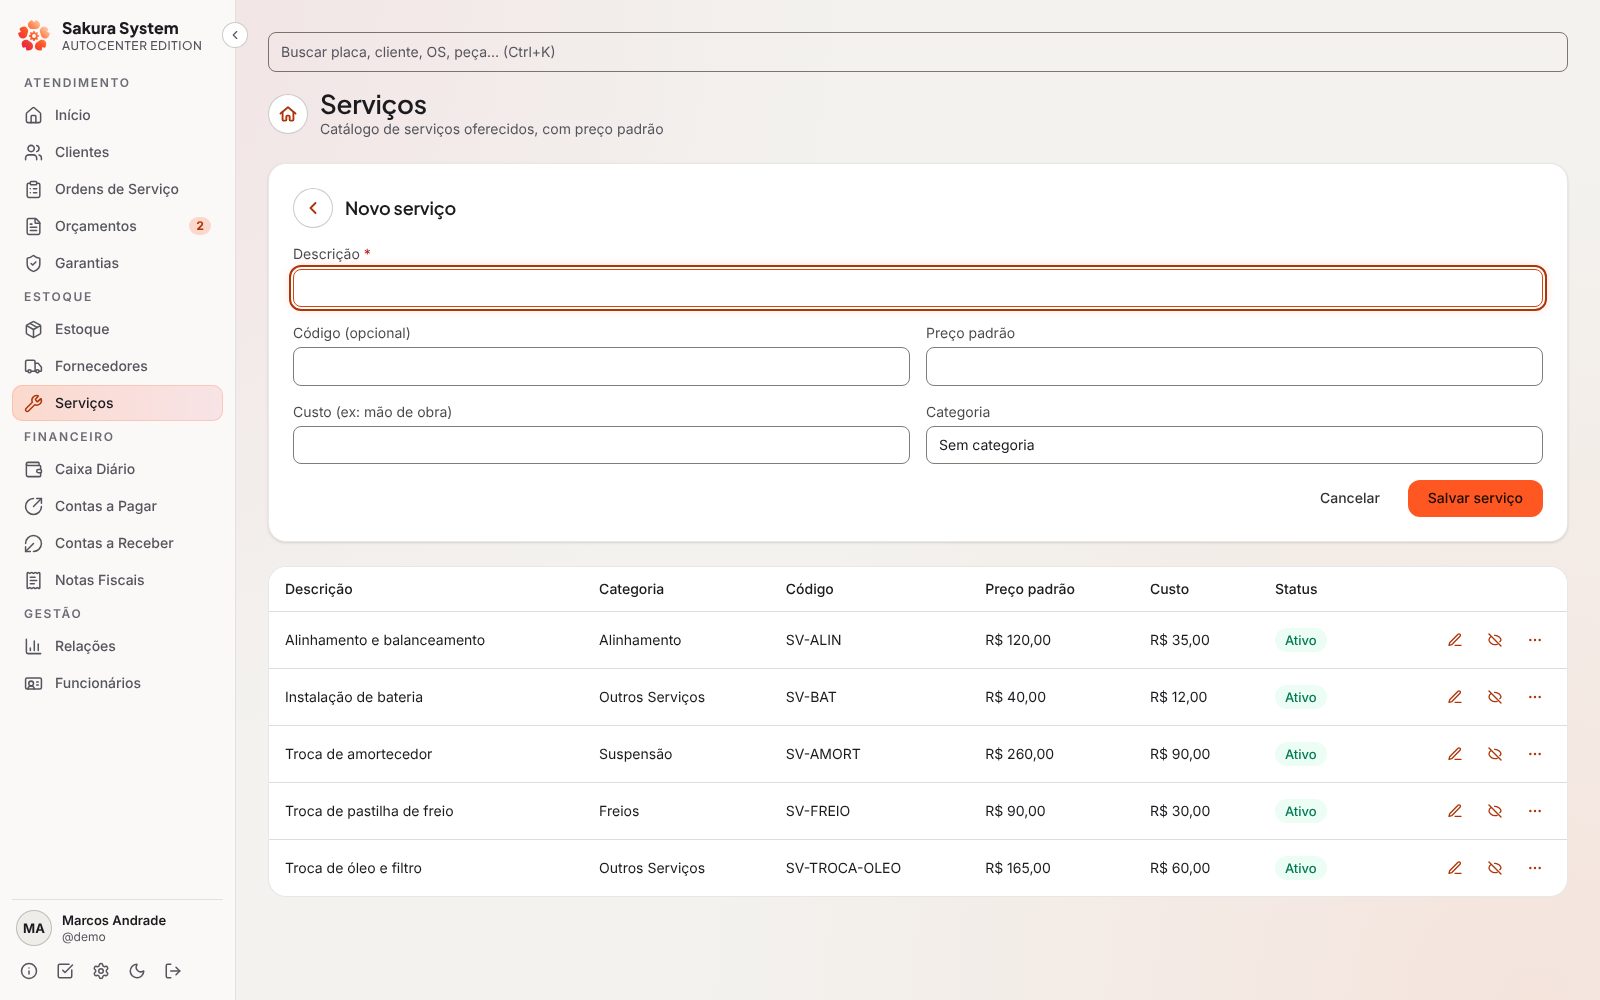 Sakura System
AUTOCENTER EDITION
ATENDIMENTO
Início
Clientes
Ordens de Serviço
Orçamentos 2
Garantias
ESTOQUE
Estoque
Fornecedores
Serviços
FINANCEIRO
Caixa Diário
Contas a Pagar
Contas a Receber
Notas Fiscais
GESTÃO
Relações
Funcionários
MA
Marcos Andrade
@demo
Buscar placa, cliente, OS, peça... (Ctrl+K)
Serviços
Catálogo de serviços oferecidos, com preço padrão
Novo serviço
Descrição *
Código (opcional) Preço padrão
Custo (ex: mão de obra) Categoria
Sem categoria
Cancelar Salvar serviço
Descrição Categoria Código Preço padrão Custo Status
Alinhamento e balanceamento Alinhamento SV-ALIN R$ 120,00 R$ 35,00 Ativo
Instalação de bateria Outros Serviços SV-BAT R$ 40,00 R$ 12,00 Ativo
Troca de amortecedor Suspensão SV-AMORT R$ 260,00 R$ 90,00 Ativo
Troca de pastilha de freio Freios SV-FREIO R$ 90,00 R$ 30,00 Ativo
Troca de óleo e filtro Outros Serviços SV-TROCA-OLEO R$ 165,00 R$ 60,00 Ativo